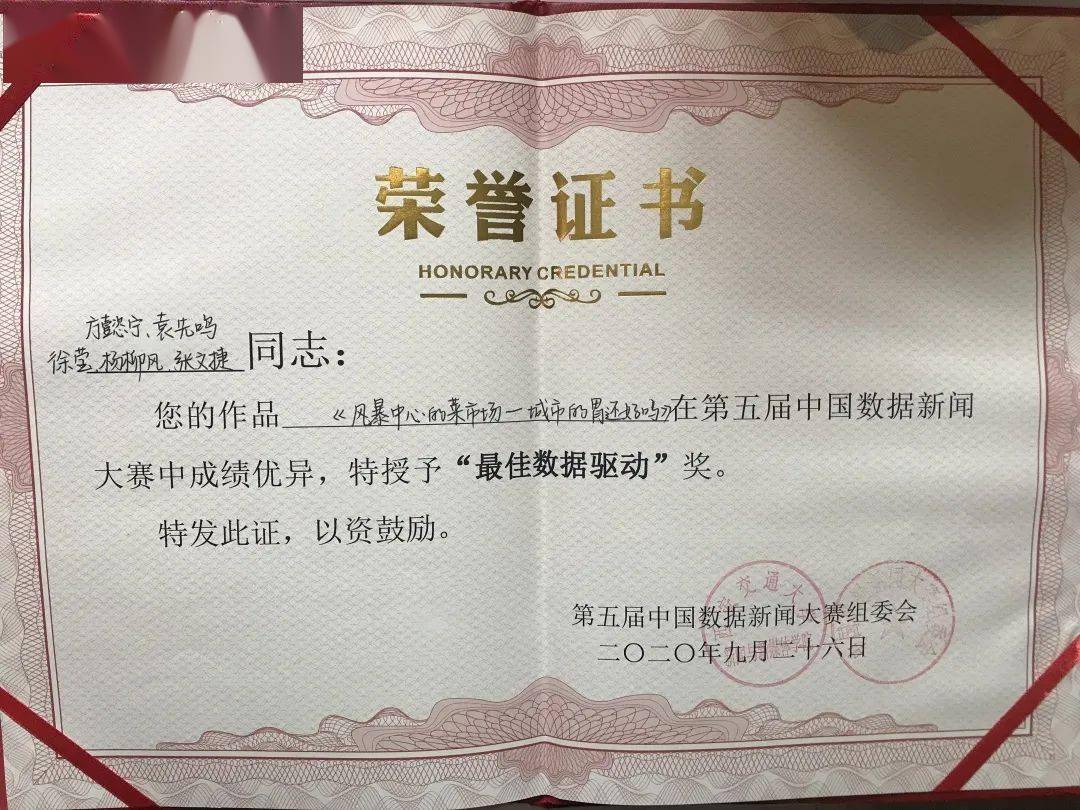 荣誉证书
HONORARY CREDENTIAL
方懿宁、袁先鸣
徐莹、杨柳凡、张文捷 同志：
您的作品《风暴中心的菜市场—城市的胃还好吗》在第五届中国数据新闻
大赛中成绩优异，特授予“最佳数据驱动”奖。
特发此证，以资鼓励。
第五届中国数据新闻大赛组委会
二〇二〇年九月二十六日
交通大